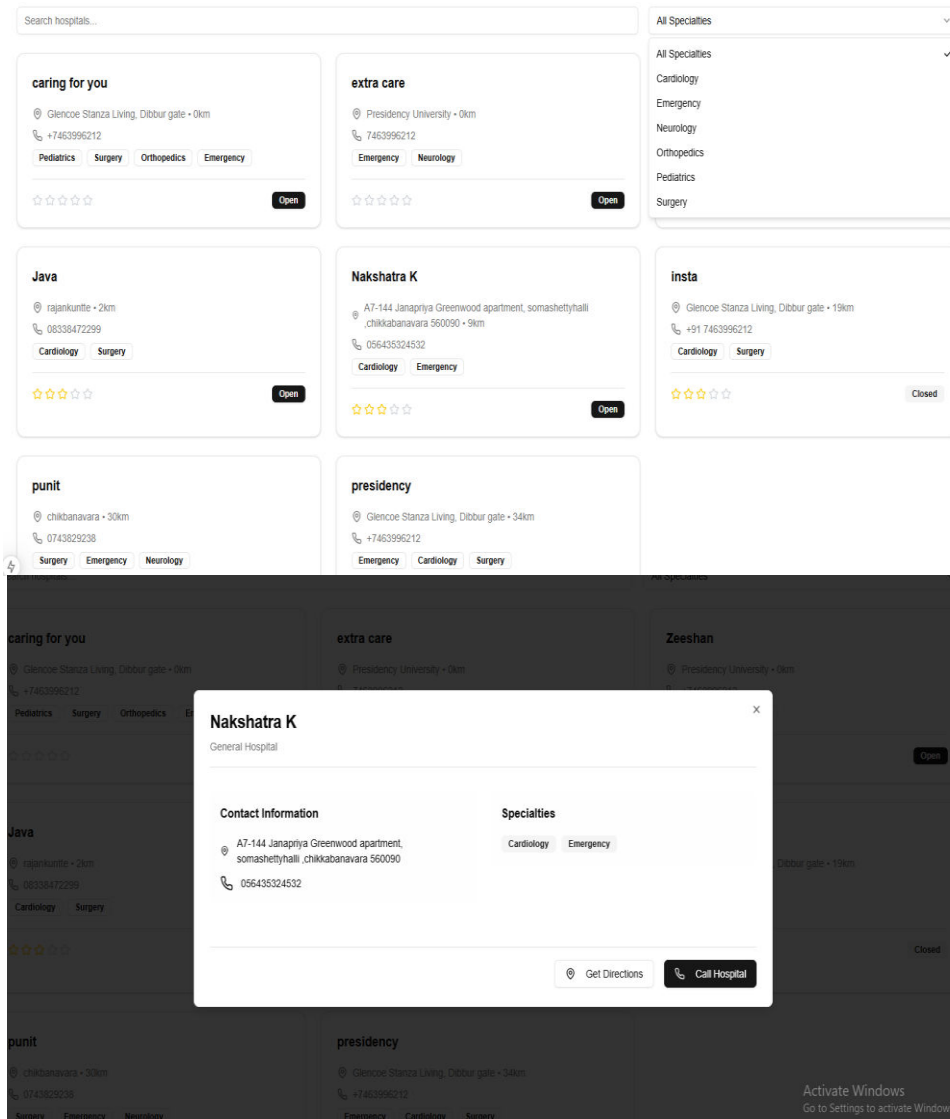 Search hospitals...
All Specialties
All Specialties
Cardiology
Emergency
Neurology
Orthopedics
Pediatrics
Surgery
caring for you
Glencoe Stanza Living, Dibbur gate • 0km
+7463996212
Pediatrics Surgery Orthopedics Emergency
Open
extra care
Presidency University • 0km
7463996212
Emergency Neurology
Open
Java
rajankuntte • 2km
08338472299
Cardiology Surgery
Open
Nakshatra K
A7-144 Janapriya Greenwood apartment, somashettyhalli
,chikkabanavara 560090 • 9km
056435324532
Cardiology Emergency
Open
insta
Glencoe Stanza Living, Dibbur gate • 19km
+91 7463996212
Cardiology Surgery
Closed
punit
chikbanavara • 30km
0743829238
Surgery Emergency Neurology
presidency
Glencoe Stanza Living, Dibbur gate • 34km
+7463996212
Emergency Cardiology Surgery
All Specialties
caring for you
Glencoe Stanza Living, Dibbur gate • 0km
+7463996212
Pediatrics Surgery Orthopedics
extra care
Presidency University • 0km
Zeeshan
Presidency University • 0km
Open
Java
rajankuntte • 2km
08338472299
Cardiology Surgery
Nakshatra K
General Hospital
x
Contact Information
A7-144 Janapriya Greenwood apartment,
somashettyhalli ,chikkabanavara 560090
056435324532
Specialties
Cardiology Emergency
Get Directions
Call Hospital
Dibbur gate • 19km
Closed
punit
chikbanavara • 30km
0743829238
Surgery Emergency Neurology
presidency
Glencoe Stanza Living, Dibbur gate • 34km
+7463996212
Emergency Cardiology Surgery
Activate Windows
Go to Settings to activate Window